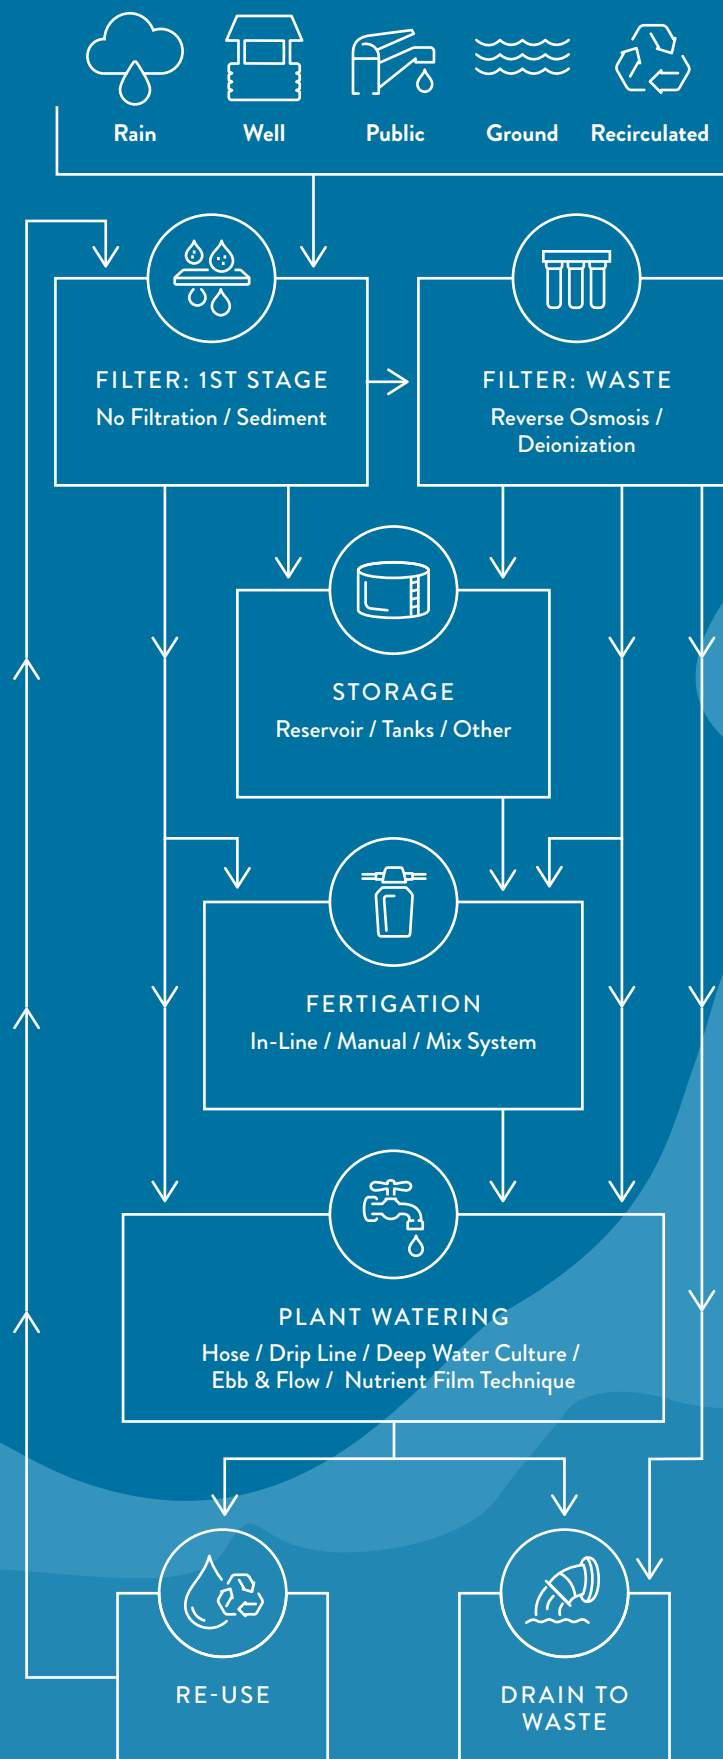 Rain
Well
Public
Ground
Recirculated
FILTER: 1ST STAGE
No Filtration / Sediment
FILTER: WASTE
Reverse Osmosis /
Deionization
STORAGE
Reservoir / Tanks / Other
FERTIGATION
In-Line / Manual / Mix System
PLANT WATERING
Hose / Drip Line / Deep Water Culture /
Ebb & Flow / Nutrient Film Technique
RE-USE
DRAIN TO
WASTE